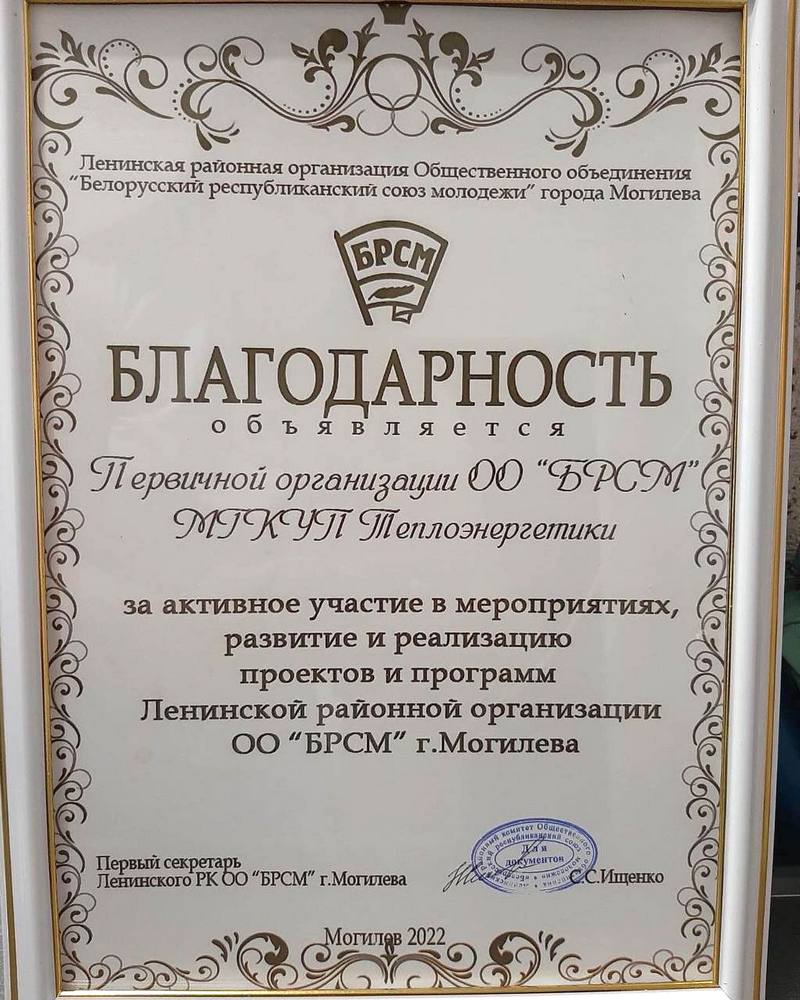 Ленинская районная организация Общественного объединения
"Белорусский республиканский союз молодежи" города Могилева
БРСМ
БЛАГОДАРНОСТЬ
объявляется
Первичной организации ОО "БРСМ"
МГКУП Теплоэнергетики
за активное участие в мероприятиях,
развитие и реализацию
проектов и программ
Ленинской районной организации
ОО "БРСМ" г.Могилева
Первый секретарь
Ленинского РК ОО "БРСМ" г.Могилева
Для
документов
С.С.Ищенко
Могилев 2022